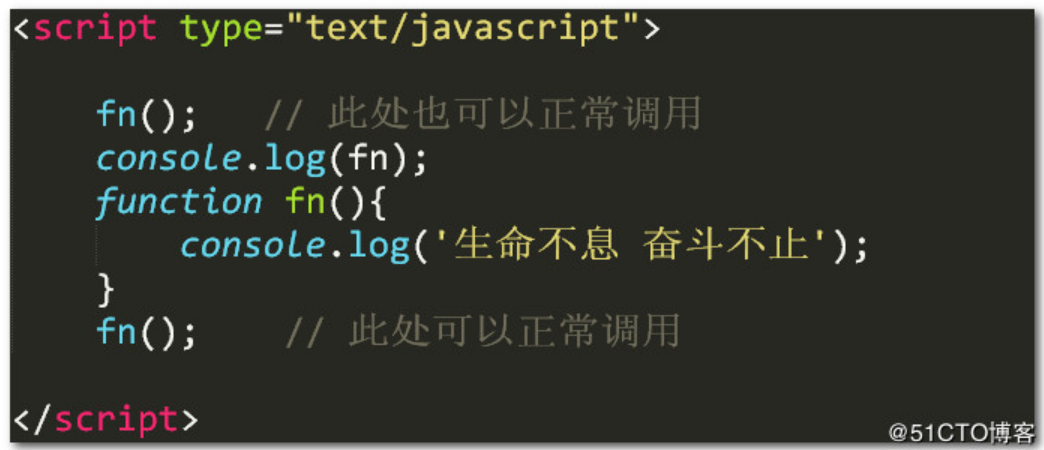 <script type="text/javascript">
fn(); // 此处也可以正常调用
console.log(fn);
function fn(){
console.log('生命不息 奋斗不止');
}
fn(); // 此处可以正常调用
</script>
@51CTO博客